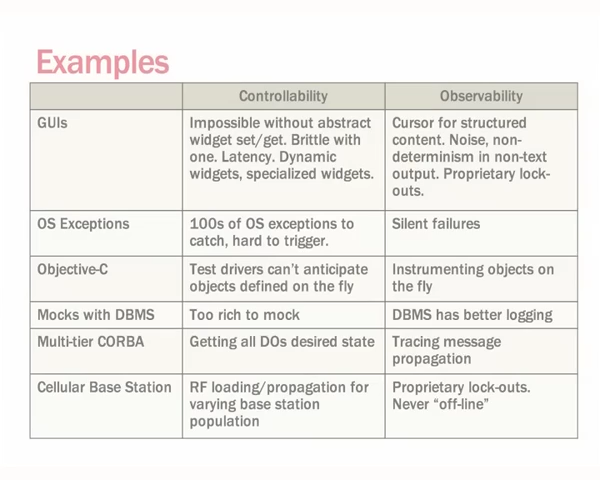 Examples
Controllability
Observability
GUIs
Impossible without abstract
widget set/get. Brittle with
one. Latency. Dynamic
widgets, specialized widgets.
Cursor for structured
content. Noise, non-
determinism in non-text
output. Proprietary lock-
outs.
OS Exceptions
100s of OS exceptions to
catch, hard to trigger.
Silent failures
Objective-C
Test drivers can't anticipate
objects defined on the fly
Instrumenting objects on
the fly
Mocks with DBMS
Too rich to mock
DBMS has better logging
Multi-tier CORBA
Getting all DOs desired state
Tracing message
propagation
Cellular Base Station
RF loading/propagation for
varying base station
population
Proprietary lock-outs.
Never “off-line”